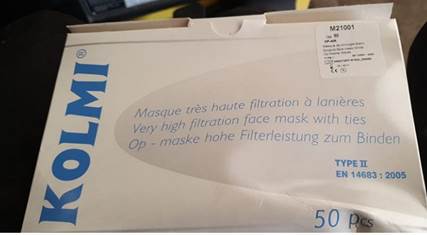 M21001
KOLMI®
Masque très haute filtration à lanières
Very high filtration face mask with ties
Op - maske hohe Filterleistung zum Binden
TYPE II
EN 14683 : 2005
50 pcs